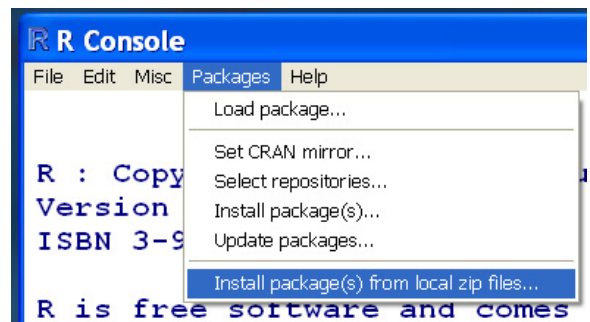 R R Console
File Edit Misc Packages Help
Load package...
Set CRAN mirror...
Select repositories...
Install package(s)...
Update packages...
Install package(s) from local zip files...
R : Copy
Version
ISBN 3-9
R is free software and comes